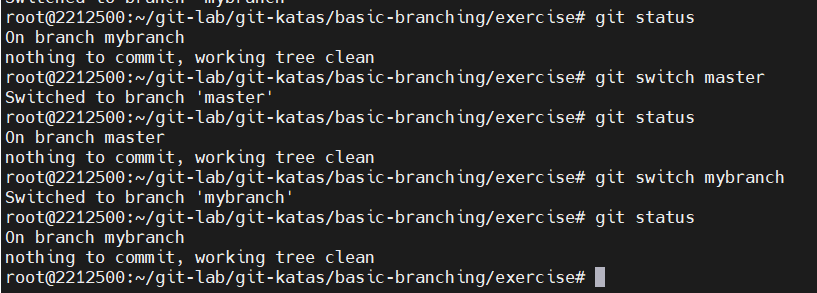 Switched to branch 'mybranch'
root@2212500:~/git-lab/git-katas/basic-branching/exercise# git status
On branch mybranch
nothing to commit, working tree clean
root@2212500:~/git-lab/git-katas/basic-branching/exercise# git switch master
Switched to branch 'master'
root@2212500:~/git-lab/git-katas/basic-branching/exercise# git status
On branch master
nothing to commit, working tree clean
root@2212500:~/git-lab/git-katas/basic-branching/exercise# git switch mybranch
Switched to branch 'mybranch'
root@2212500:~/git-lab/git-katas/basic-branching/exercise# git status
On branch mybranch
nothing to commit, working tree clean
root@2212500:~/git-lab/git-katas/basic-branching/exercise#